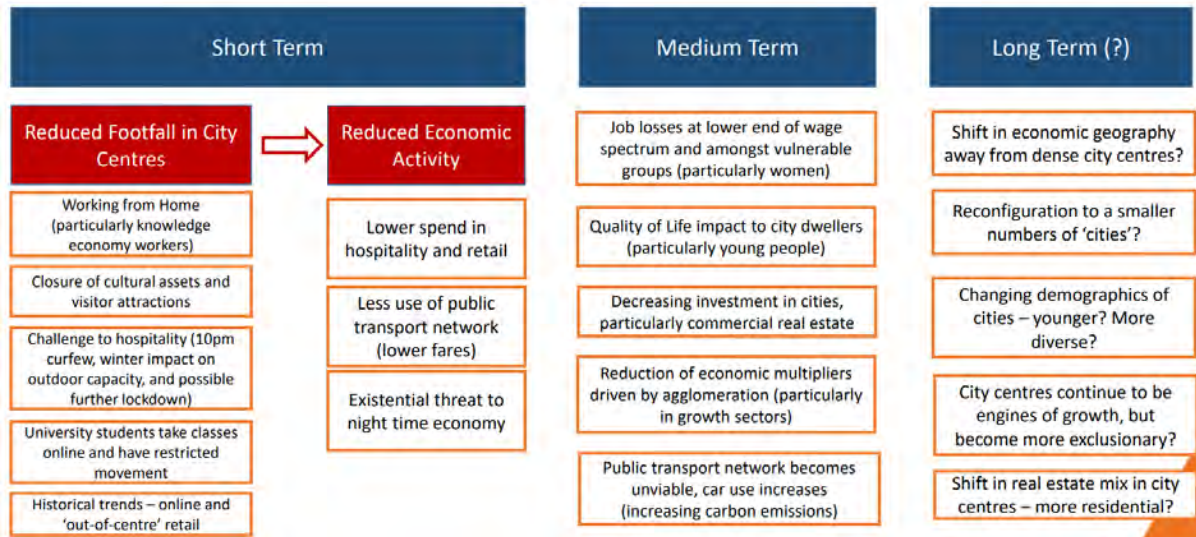 Short Term
Medium Term
Long Term (?)
Reduced Footfall in City
Centres
Reduced Economic
Activity
Working from Home
(particularly knowledge
economy workers)
Closure of cultural assets and
visitor attractions
Challenge to hospitality (10pm
curfew, winter impact on
outdoor capacity, and possible
further lockdown)
University students take classes
online and have restricted
movement
Historical trends – online and
‘out-of-centre’ retail
Lower spend in
hospitality and retail
Less use of public
transport network
(lower fares)
Existential threat to
night time economy
Job losses at lower end of wage
spectrum and amongst vulnerable
groups (particularly women)
Quality of Life impact to city dwellers
(particularly young people)
Decreasing investment in cities,
particularly commercial real estate
Reduction of economic multipliers
driven by agglomeration (particularly
in growth sectors)
Public transport network becomes
unviable, car use increases
(increasing carbon emissions)
Shift in economic geography
away from dense city centres?
Reconfiguration to a smaller
numbers of ‘cities’?
Changing demographics of
cities – younger? More
diverse?
City centres continue to be
engines of growth, but
become more exclusionary?
Shift in real estate mix in city
centres – more residential?